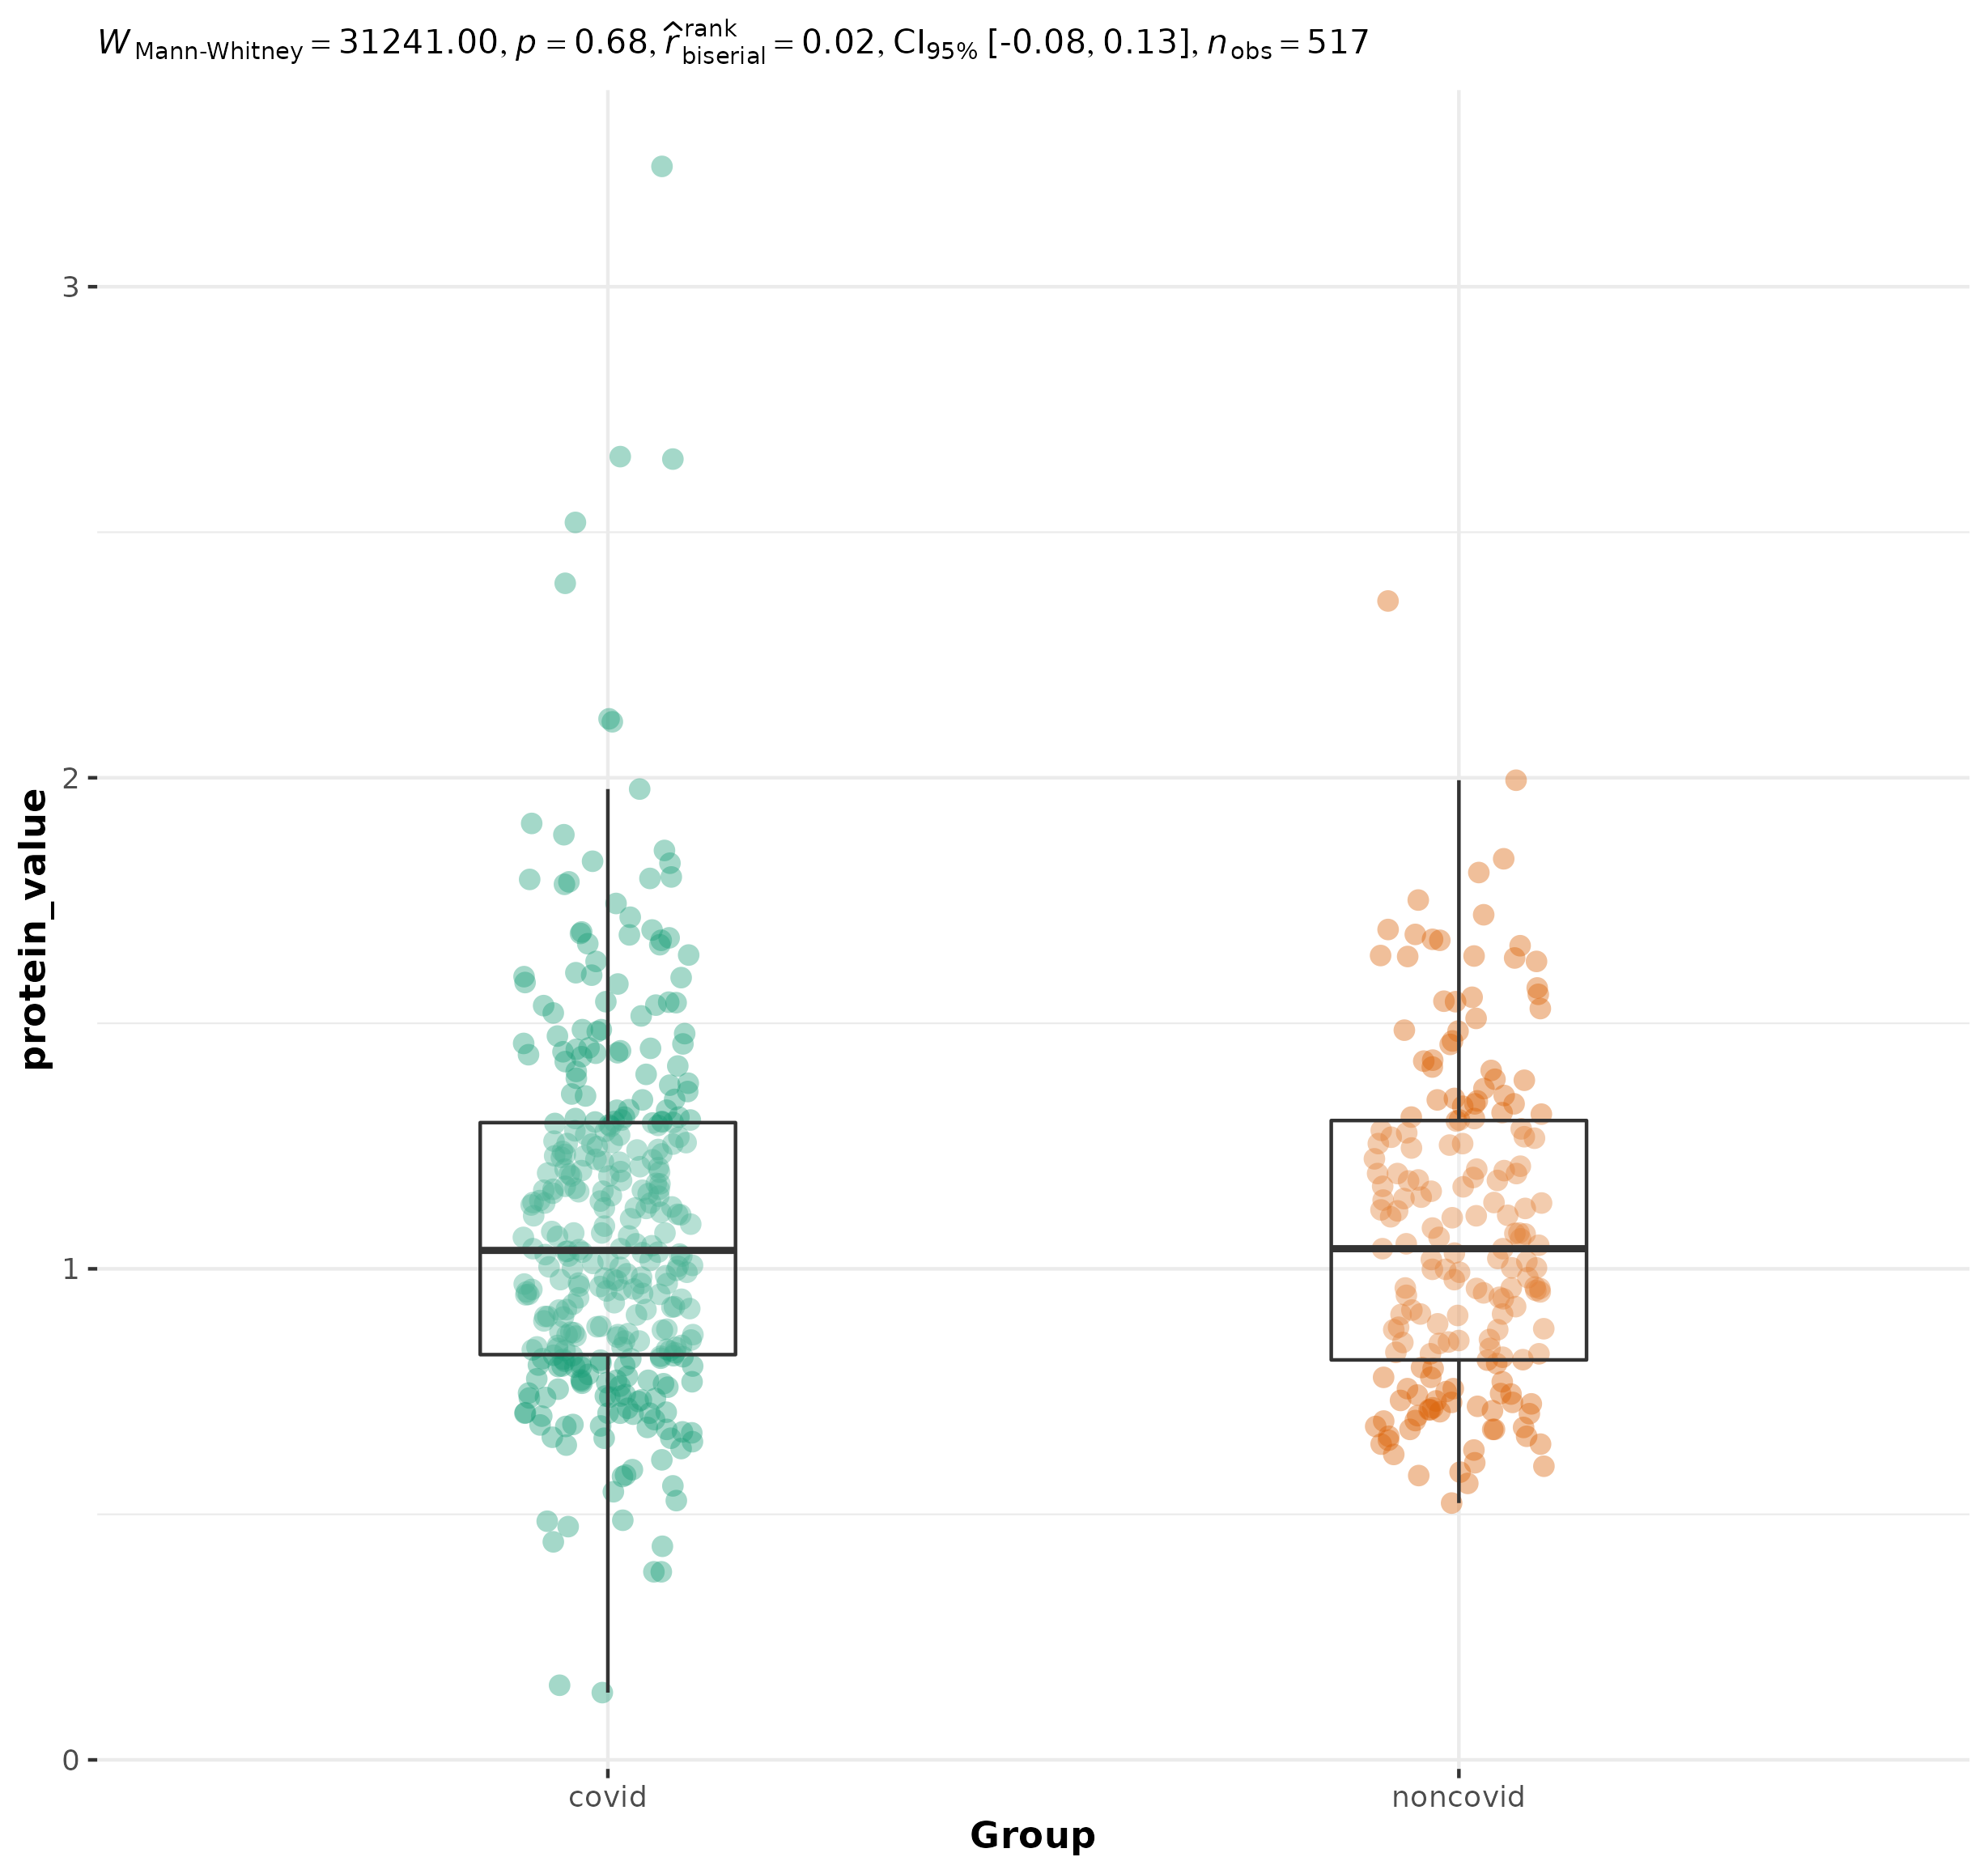 W Mann-Whitney = 31241.00, p = 0.68, r̂ rank biserial = 0.02, CI95% [-0.08, 0.13], n obs = 517
3
2
1
0
protein_value
covid noncovid
Group